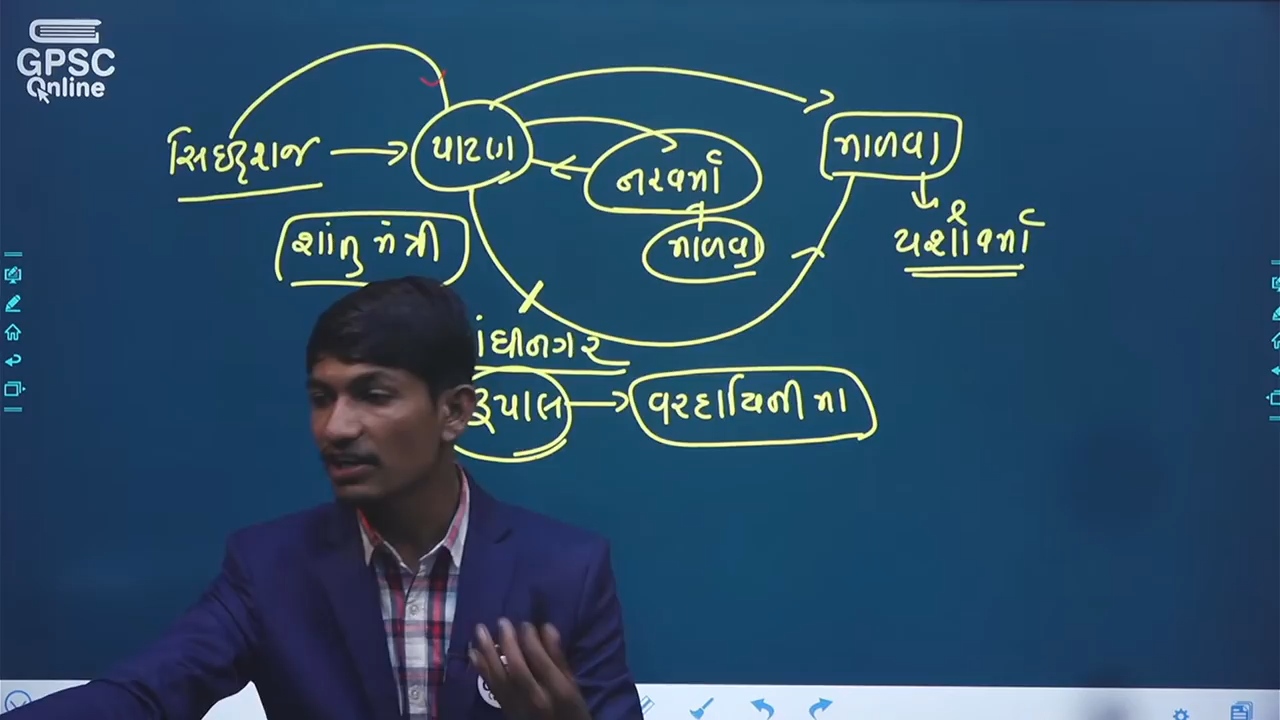 GPSC
Online
સિધ્ધરાજ
પાટણ
નરવર્મા
માળવા
માળવા
યશોવર્મા
શાંતુ મંત્રી
ગાંધીનગર
રૂપાલ
વરદાયિની મા